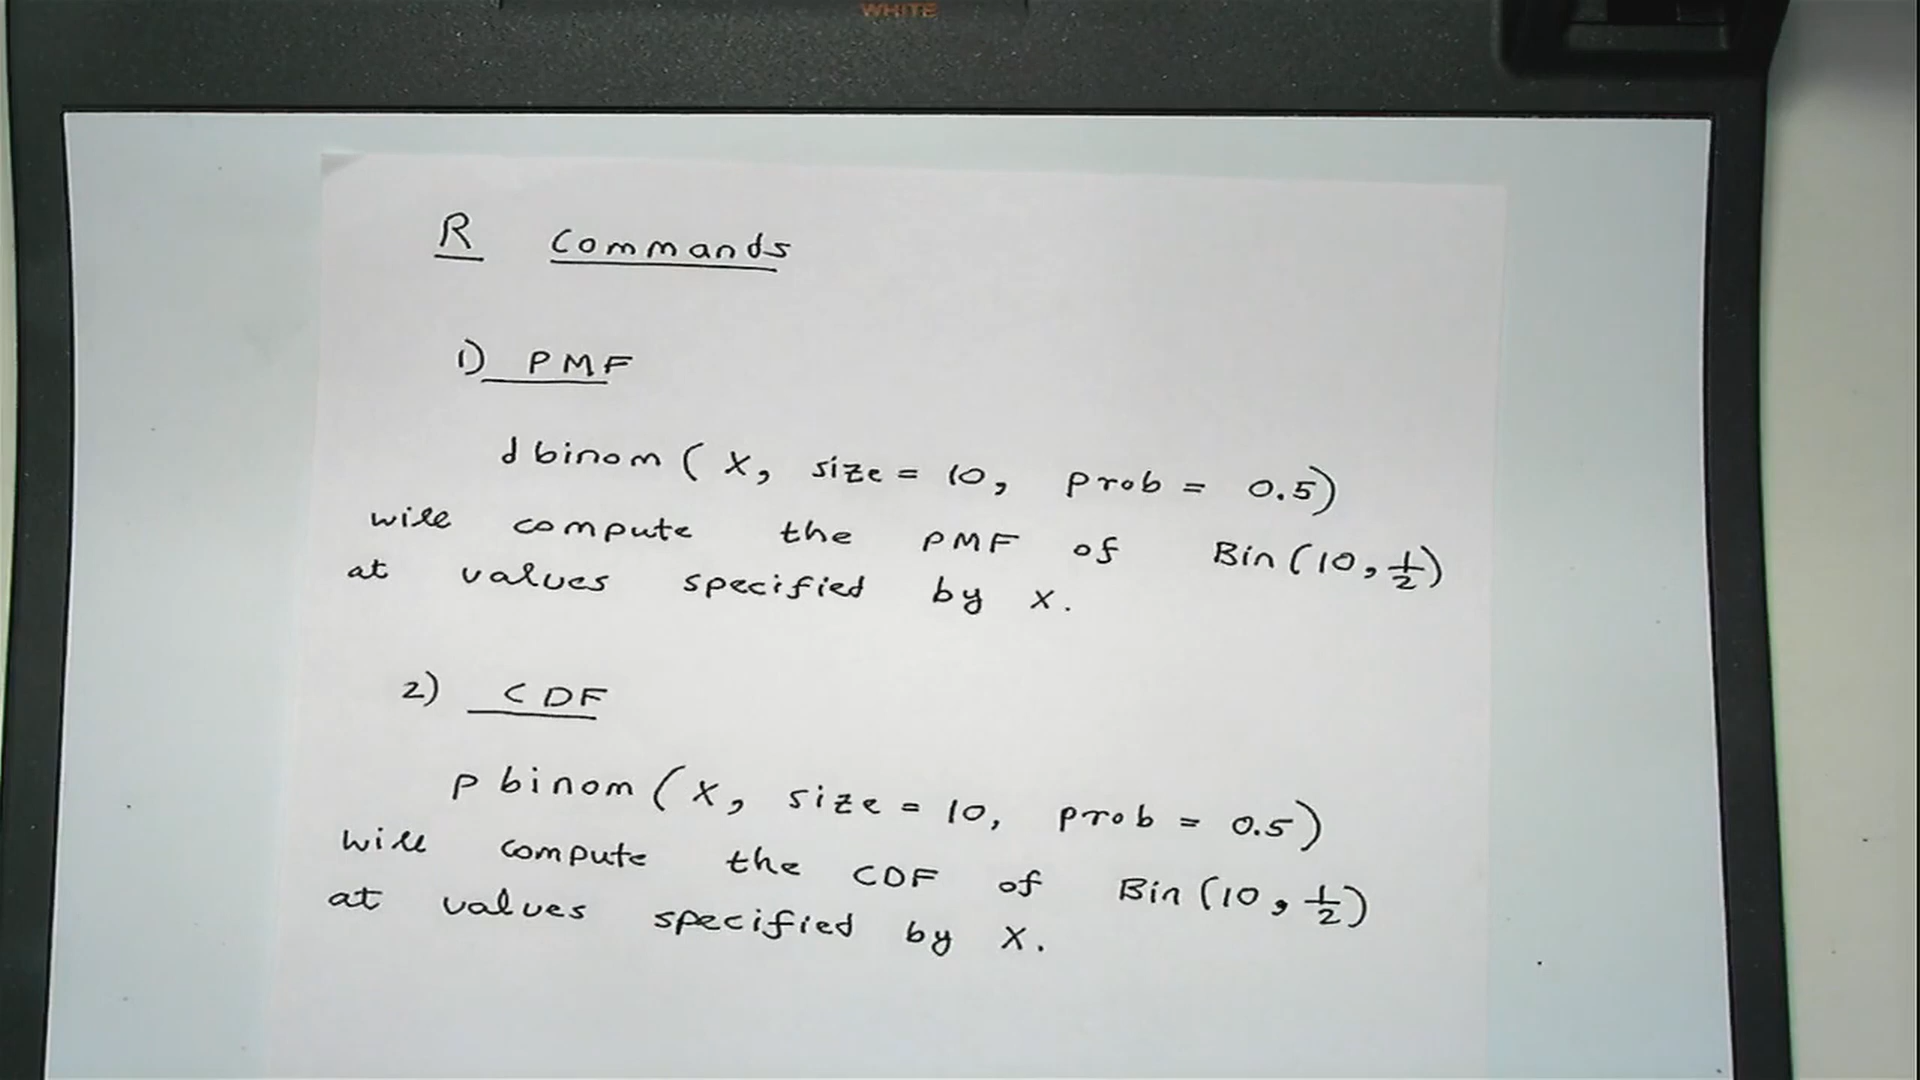 WHITE
R Commands
1) PMF
dbinom (x, size = 10, prob = 0.5)
will compute the PMF of Bin (10, 1/2)
at values specified by x.
2) CDF
pbinom (x, size = 10, prob = 0.5)
will compute the CDF of Bin (10, 1/2)
at values specified by x.